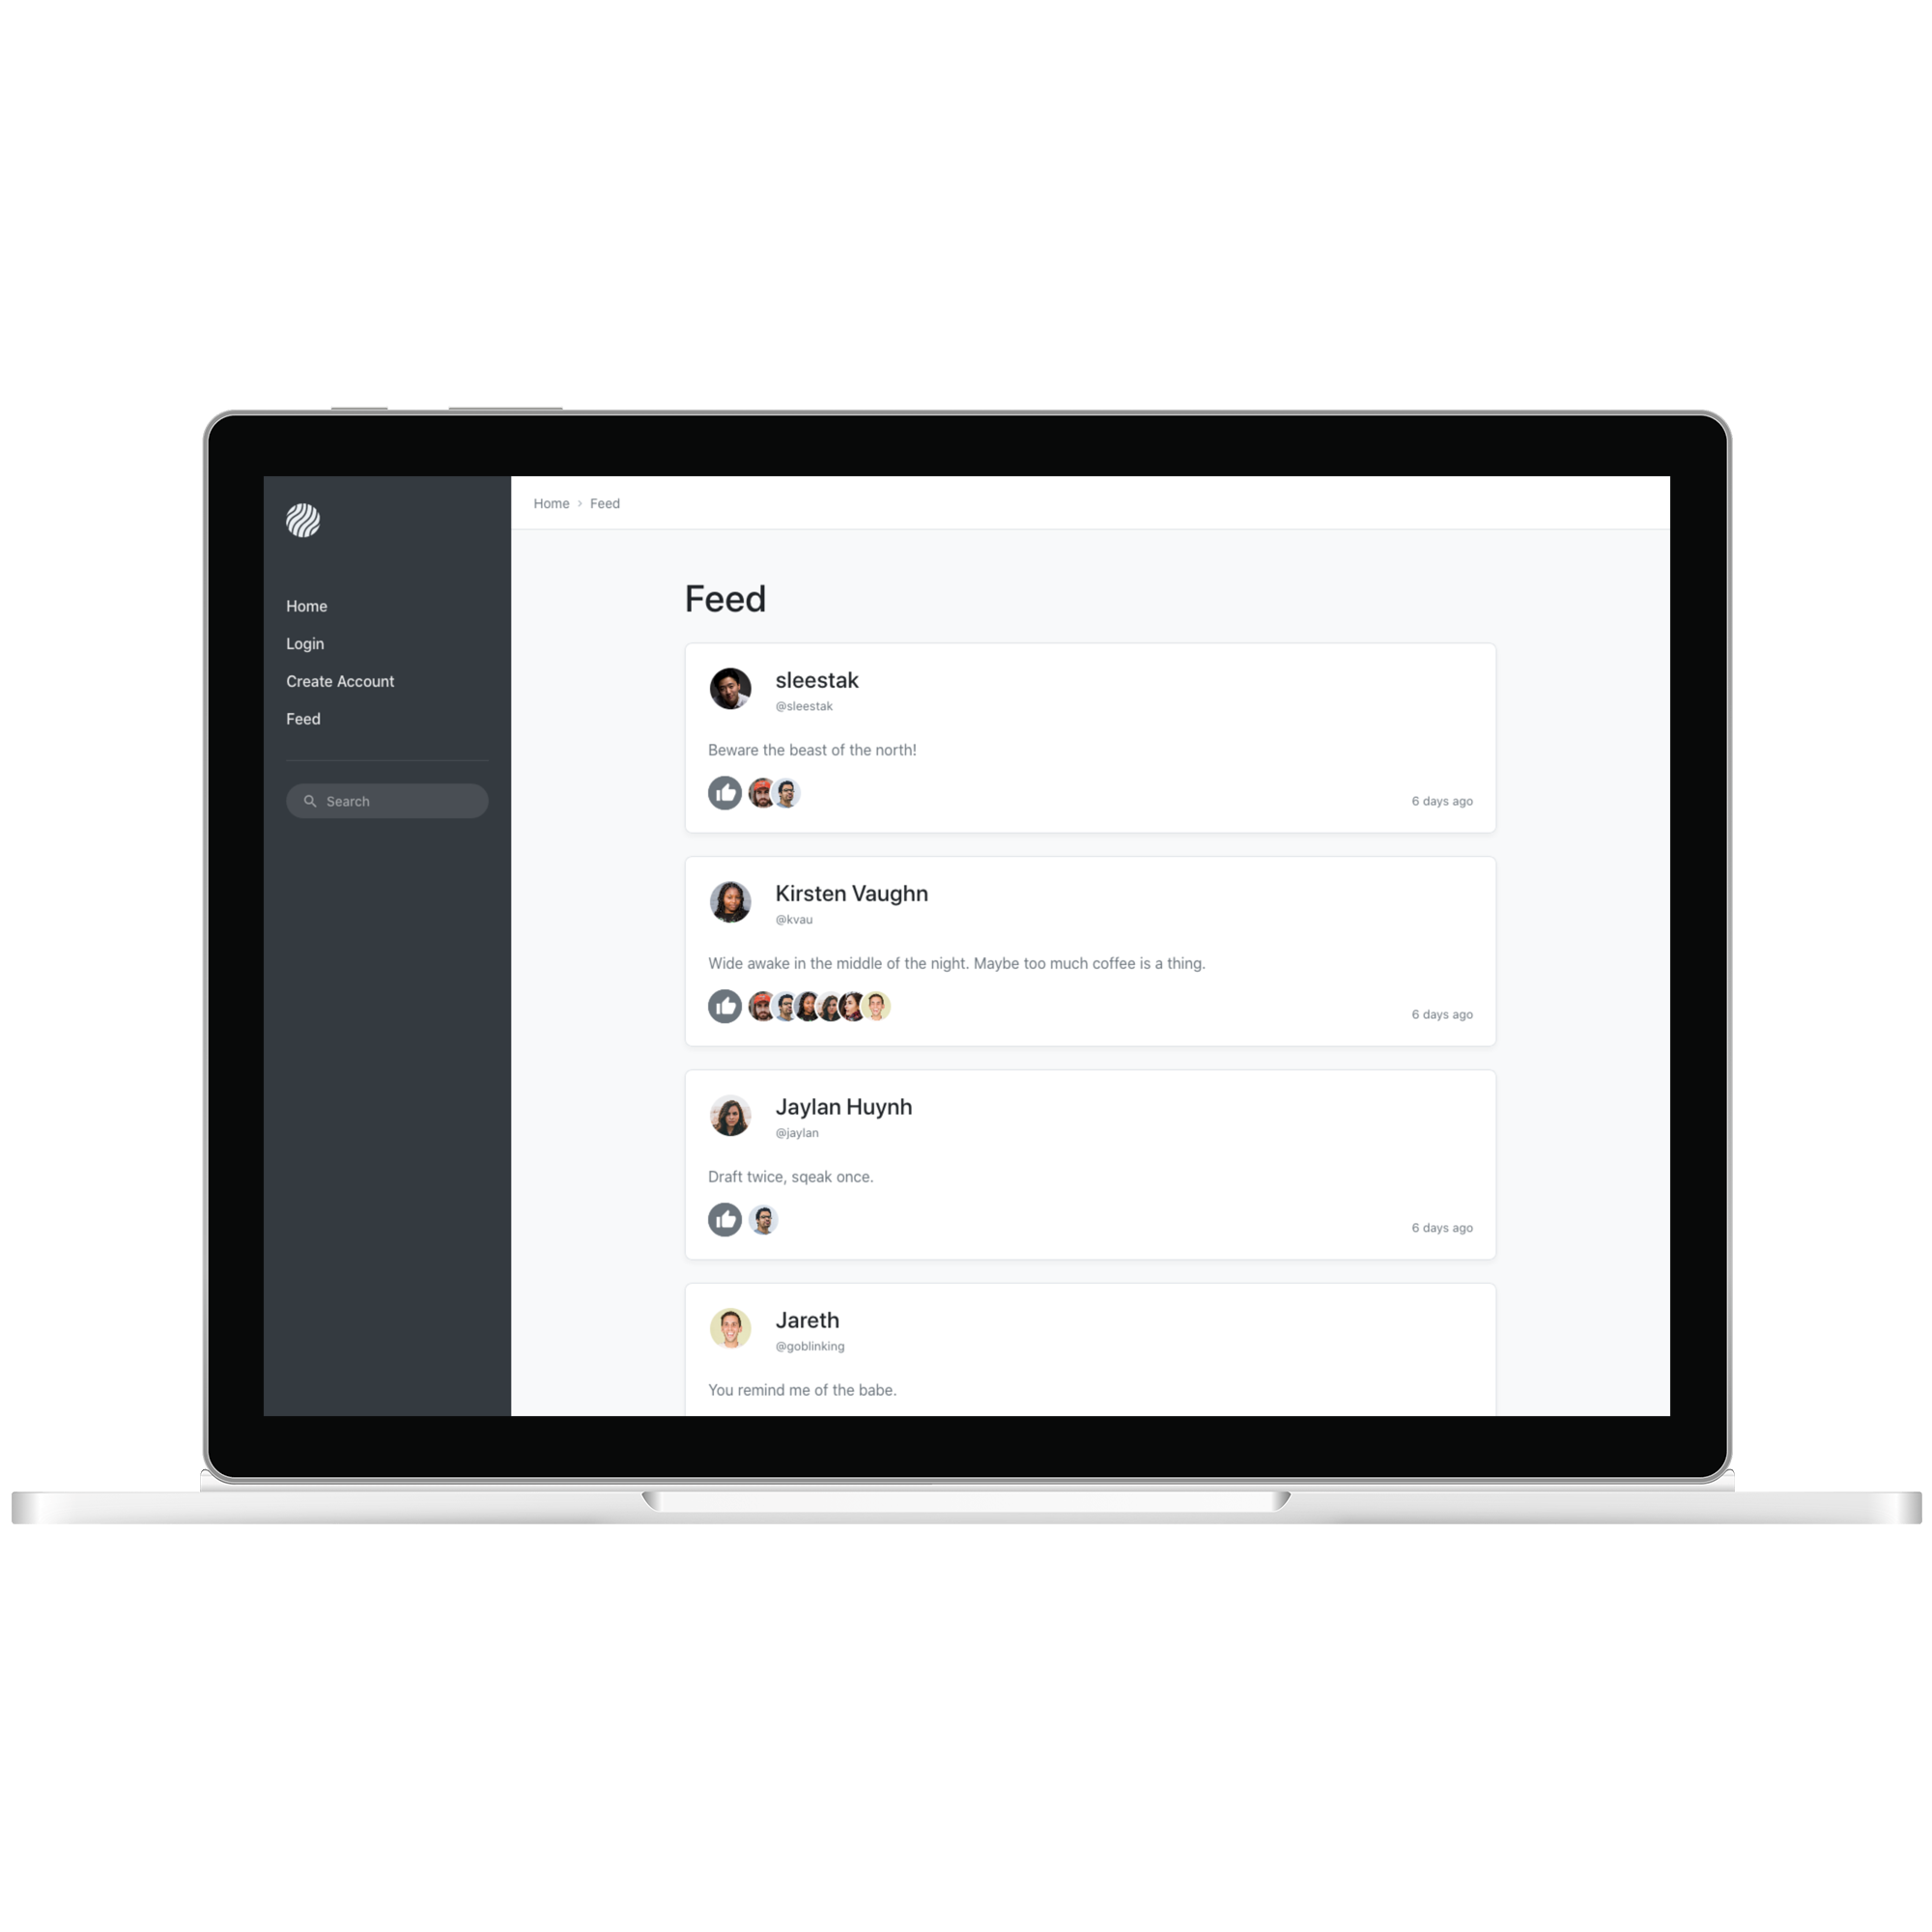 Home
Login
Create Account
Feed
Search
Home › Feed
Feed
sleestak
@sleestak
Beware the beast of the north!
6 days ago
Kirsten Vaughn
@kvau
Wide awake in the middle of the night. Maybe too much coffee is a thing.
6 days ago
Jaylan Huynh
@jaylan
Draft twice, sqeak once.
6 days ago
Jareth
@goblinking
You remind me of the babe.